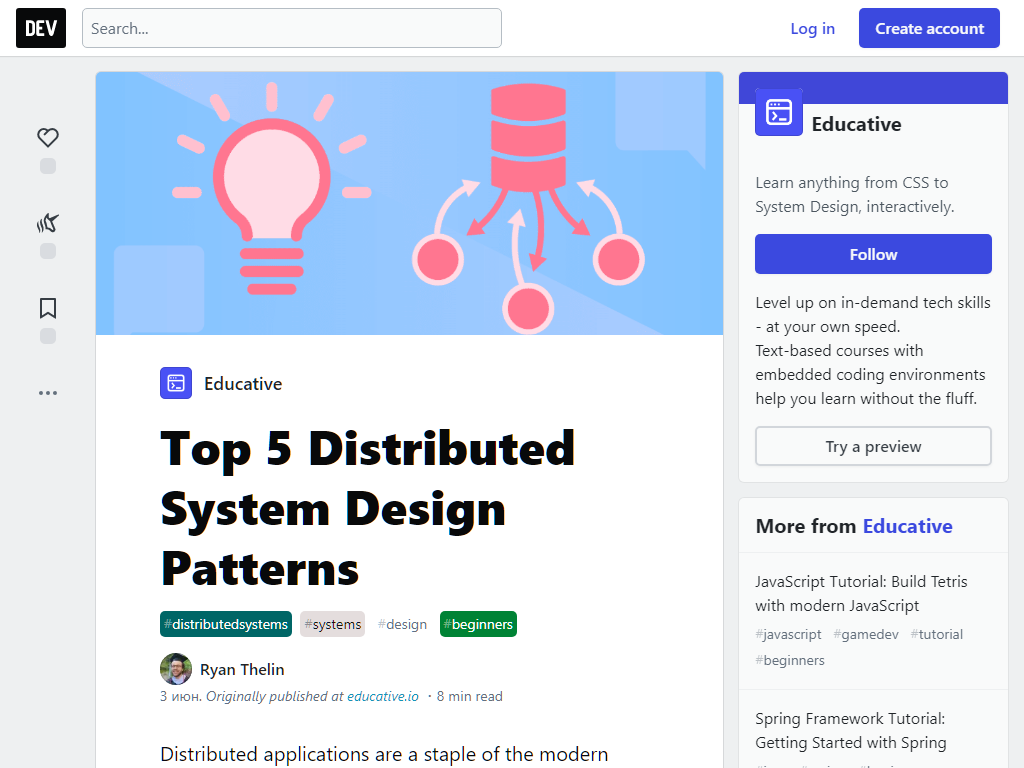 DEV
Search...
Log in
Create account
Educative
Top 5 Distributed
System Design
Patterns
#distributedsystems #systems #design #beginners
Ryan Thelin
3 июн. Originally published at educative.io ・8 min read
Distributed applications are a staple of the modern
Educative
Learn anything from CSS to
System Design, interactively.
Follow
Level up on in-demand tech skills
- at your own speed.
Text-based courses with
embedded coding environments
help you learn without the fluff.
Try a preview
More from Educative
JavaScript Tutorial: Build Tetris
with modern JavaScript
#javascript #gamedev #tutorial
#beginners
Spring Framework Tutorial:
Getting Started with Spring